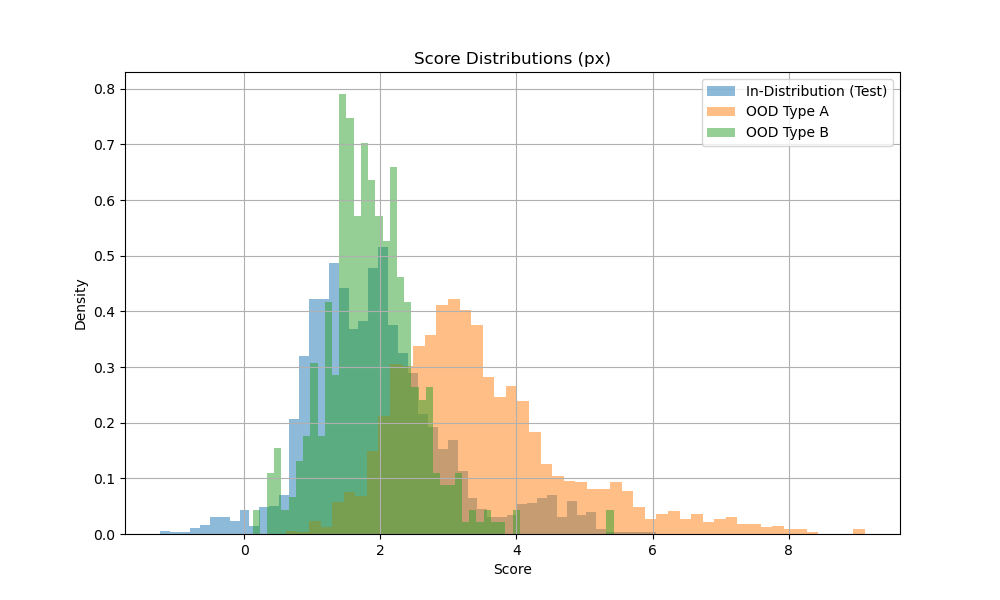 Score Distributions (px)
In-Distribution (Test)
OOD Type A
OOD Type B
Density
0.8
0.7
0.6
0.5
0.4
0.3
0.2
0.1
0.0
0 2 4 6 8
Score